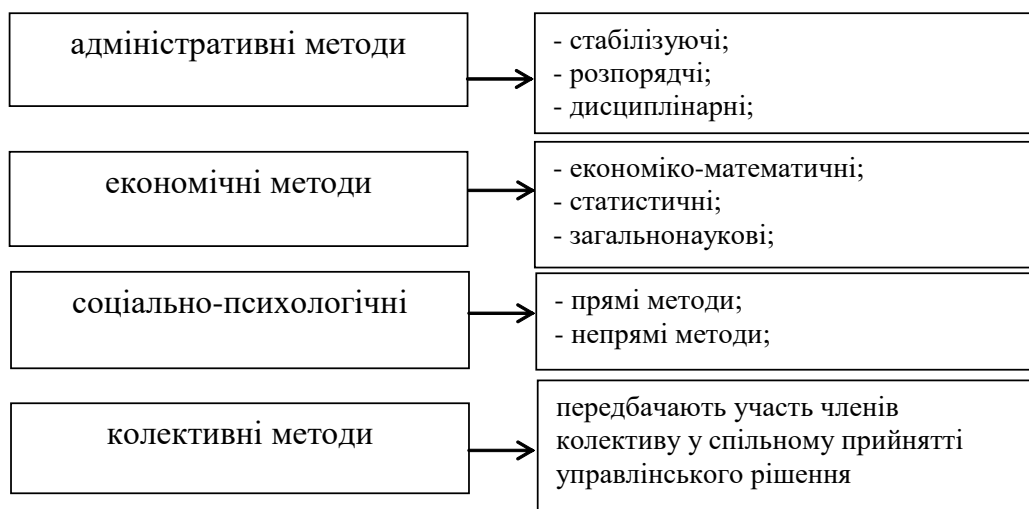 адміністративні методи
- стабілізуючі;
- розпорядчі;
- дисциплінарні;
економічні методи
- економіко-математичні;
- статистичні;
- загальнонаукові;
соціально-психологічні
- прямі методи;
- непрямі методи;
колективні методи
передбачають участь членів
колективу у спільному прийнятті
управлінського рішення